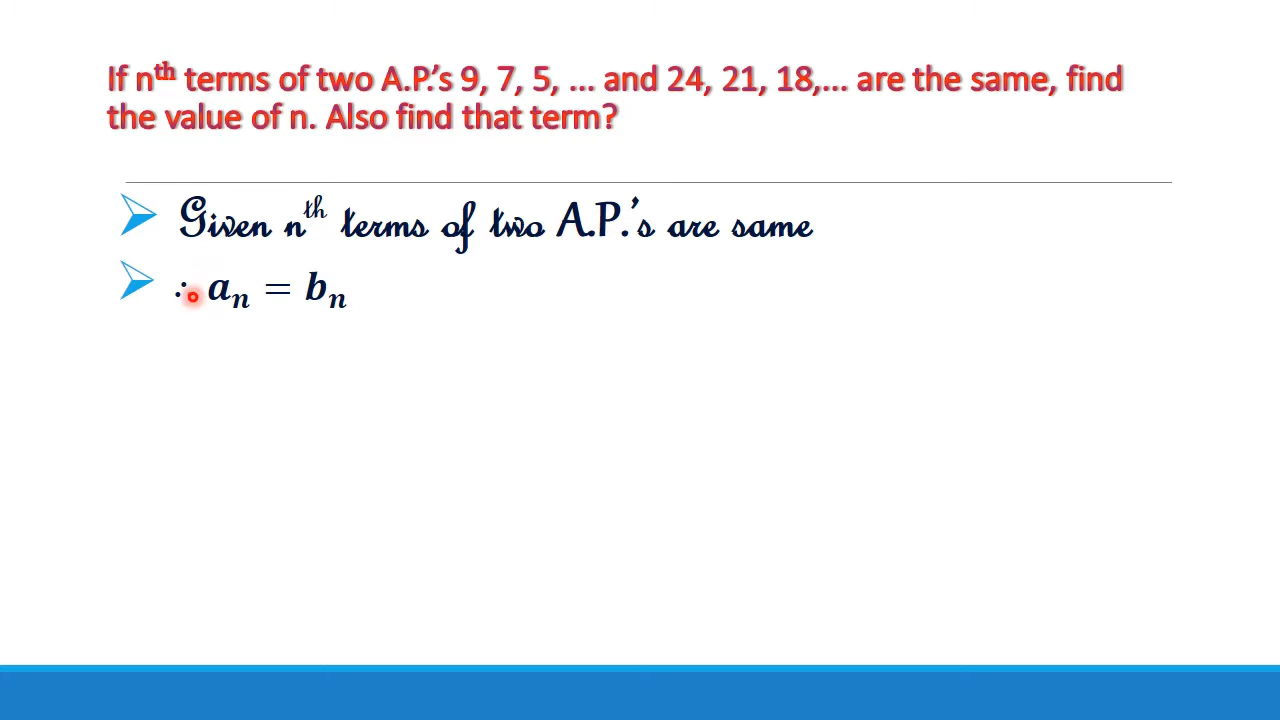 If nᵗʰ terms of two A.P.'s 9, 7, 5, ... and 24, 21, 18,... are the same, find
the value of n. Also find that term?
Given nᵗʰ terms of two A.P.'s are same
∴ aₙ = bₙ